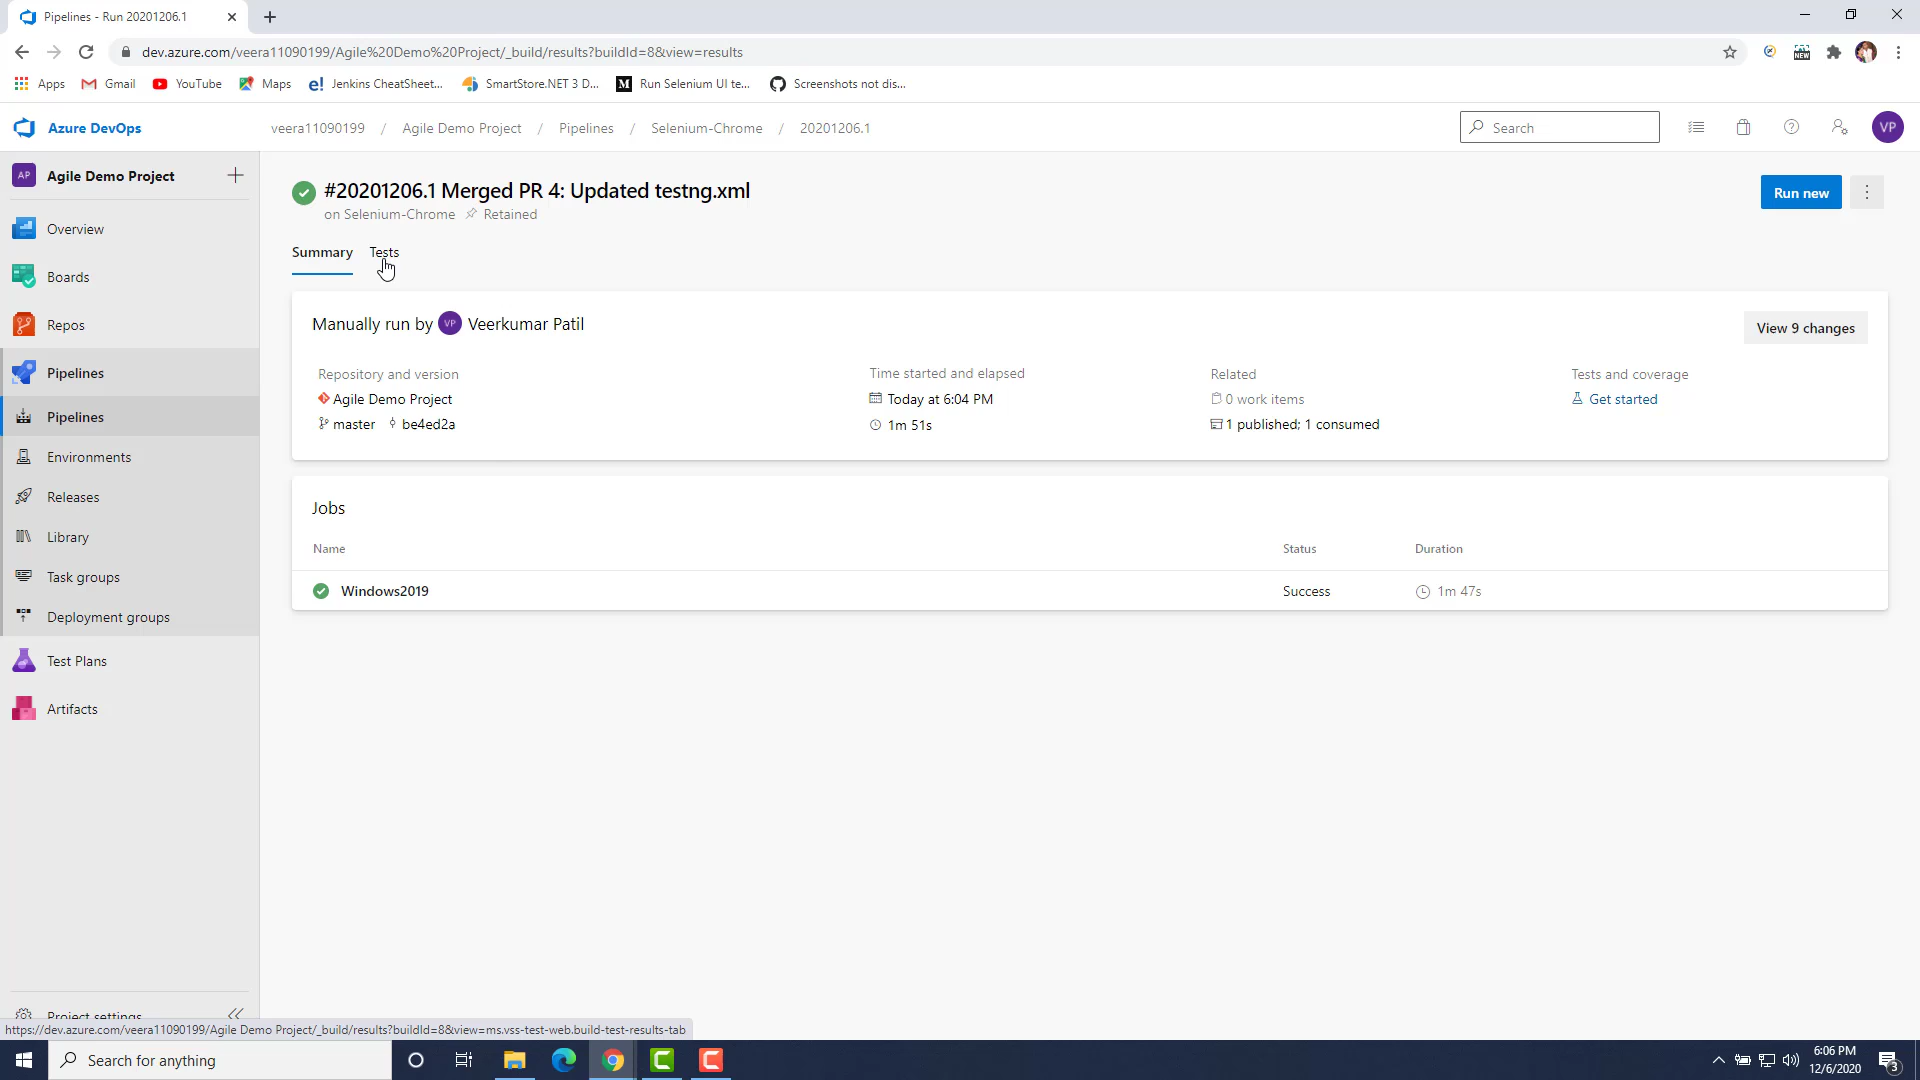 Pipelines - Run 20201206.1
dev.azure.com/veera11090199/Agile%20Demo%20Project/_build/results?buildId=8&view=results
Apps Gmail YouTube Maps Jenkins CheatSheet... SmartStore.NET 3 D... Run Selenium UI te... Screenshots not dis...
Azure DevOps veera11090199 / Agile Demo Project / Pipelines / Selenium-Chrome / 20201206.1 Search VP
AP Agile Demo Project
Overview
Boards
Repos
Pipelines
Pipelines
Environments
Releases
Library
Task groups
Deployment groups
Test Plans
Artifacts
Project settings
#20201206.1 Merged PR 4: Updated testng.xml
on Selenium-Chrome Retained
Run new
Summary Tests
Manually run by VP Veerkumar Patil
View 9 changes
Repository and version Time started and elapsed Related Tests and coverage
Agile Demo Project Today at 6:04 PM 0 work items Get started
master be4ed2a 1m 51s 1 published; 1 consumed
Jobs
Name Status Duration
Windows2019 Success 1m 47s
https://dev.azure.com/veera11090199/Agile Demo Project/_build/results?buildId=8&view=ms.vss-test-web.build-test-results-tab
Search for anything
6:06 PM
12/6/2020
3